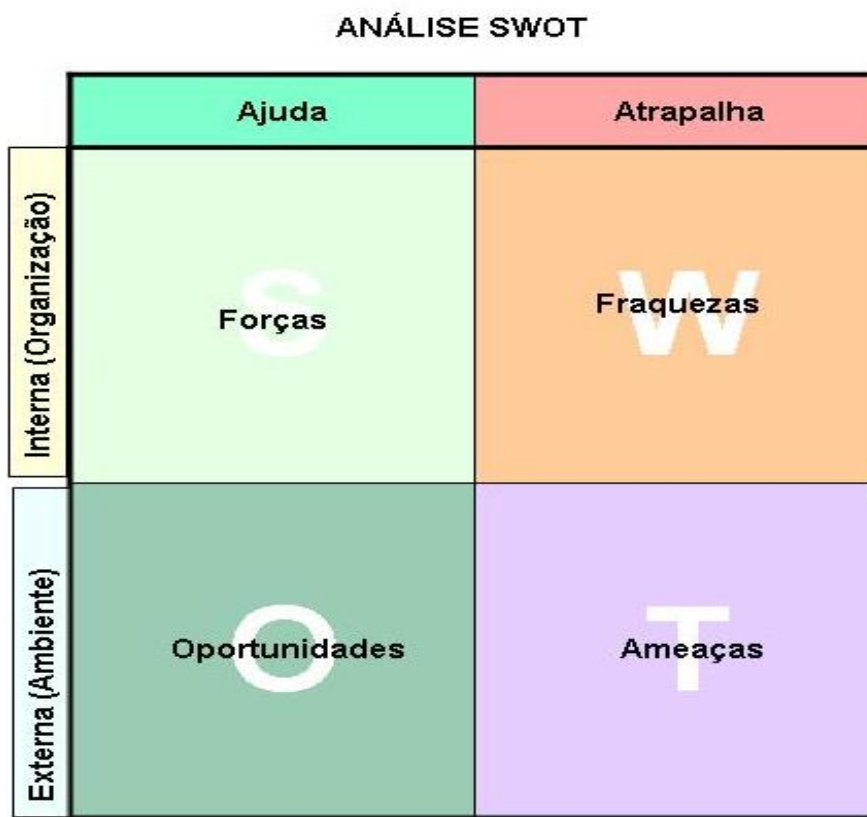 ANÁLISE SWOT
Ajuda
Atrapalha
Interna (Organização)
S
Forças
W
Fraquezas
Externa (Ambiente)
O
Oportunidades
T
Ameaças